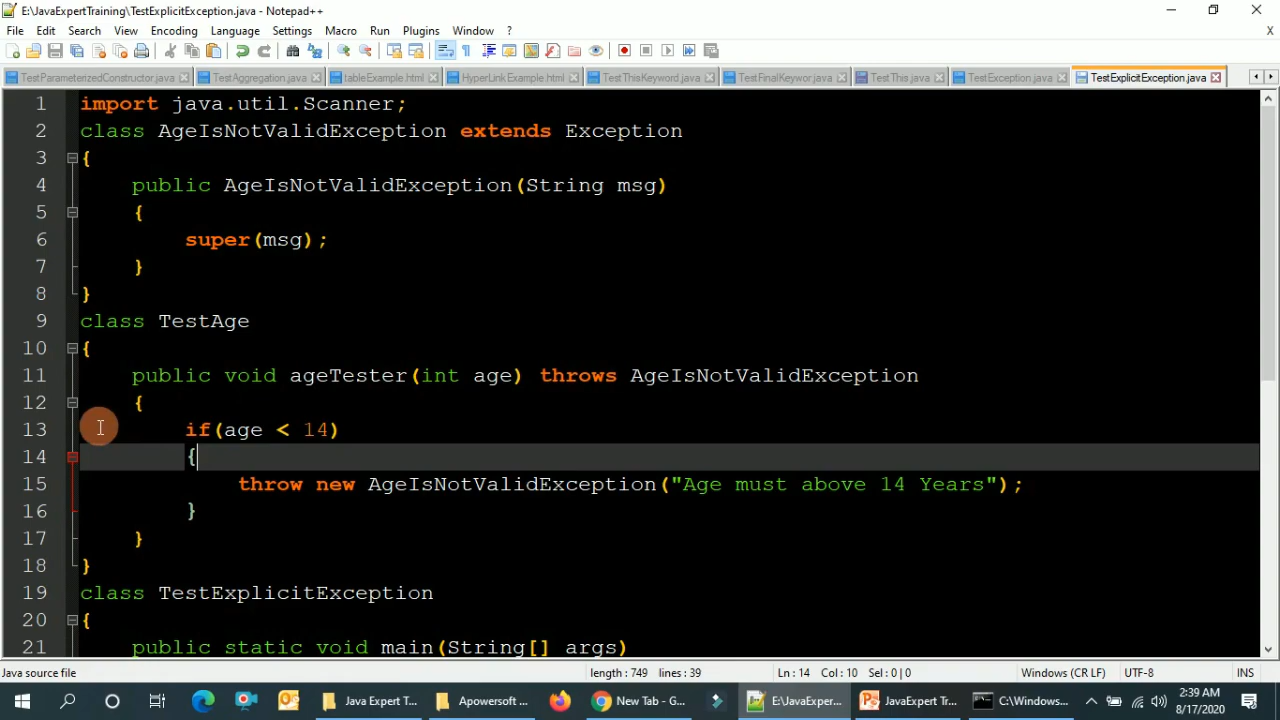 E:\JavaExpertTraining\TestExplicitException.java - Notepad++
File Edit Search View Encoding Language Settings Macro Run Plugins Window ? X
TestParameterizedConstructor.java TestAggregation.java tableExample.html HyperLinkExample.html TestThisKeyword.java TestFinalKeywor.java TestThis.java TestException.java TestExplicitException.java
1 import java.util.Scanner;
2 class AgeIsNotValidException extends Exception
3 {
4 public AgeIsNotValidException(String msg)
5 {
6 super(msg);
7 }
8 }
9 class TestAge
10 {
11 public void ageTester(int age) throws AgeIsNotValidException
12 {
13 if(age < 14)
14 {
15 throw new AgeIsNotValidException("Age must above 14 Years");
16 }
17 }
18 }
19 class TestExplicitException
20 {
21 public static void main(String[] args)
Java source file length : 749 lines : 39 Ln : 14 Col : 10 Sel : 0 | 0 Windows (CR LF) UTF-8 INS
Java Expert T... Apowersoft ... New Tab - G... E:\JavaExper... JavaExpert Tr... C:\Windows... 2:39 AM
8/17/2020